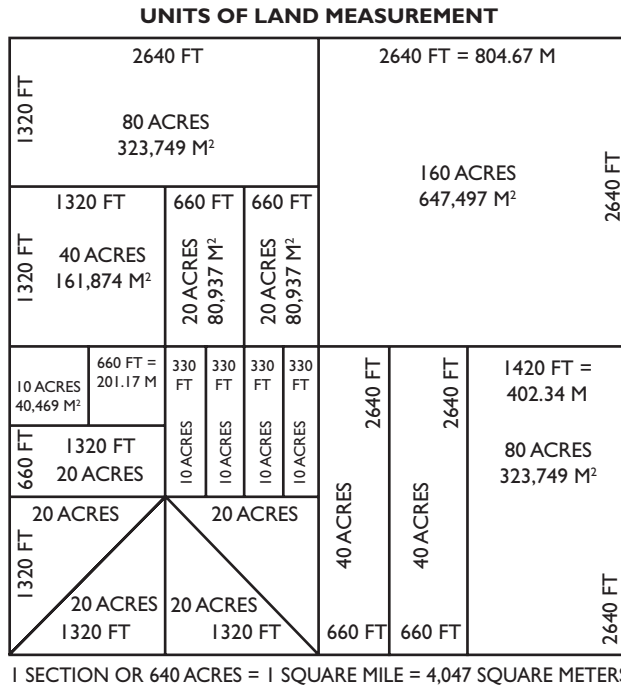 UNITS OF LAND MEASUREMENT
2640 FT
1320 FT
80 ACRES
323,749 M²
2640 FT = 804.67 M
160 ACRES
647,497 M²
2640 FT
1320 FT
1320 FT
40 ACRES
161,874 M²
660 FT
20 ACRES
80,937 M²
660 FT
20 ACRES
80,937 M²
10 ACRES
40,469 M²
660 FT =
201.17 M
330
FT
10 ACRES
330
FT
10 ACRES
330
FT
10 ACRES
330
FT
10 ACRES
660 FT
1320 FT
20 ACRES
2640 FT
40 ACRES
660 FT
2640 FT
40 ACRES
660 FT
1420 FT =
402.34 M
80 ACRES
323,749 M²
2640 FT
20 ACRES
1320 FT
20 ACRES
1320 FT
20 ACRES
20 ACRES
1320 FT
1 SECTION OR 640 ACRES = 1 SQUARE MILE = 4,047 SQUARE METERS